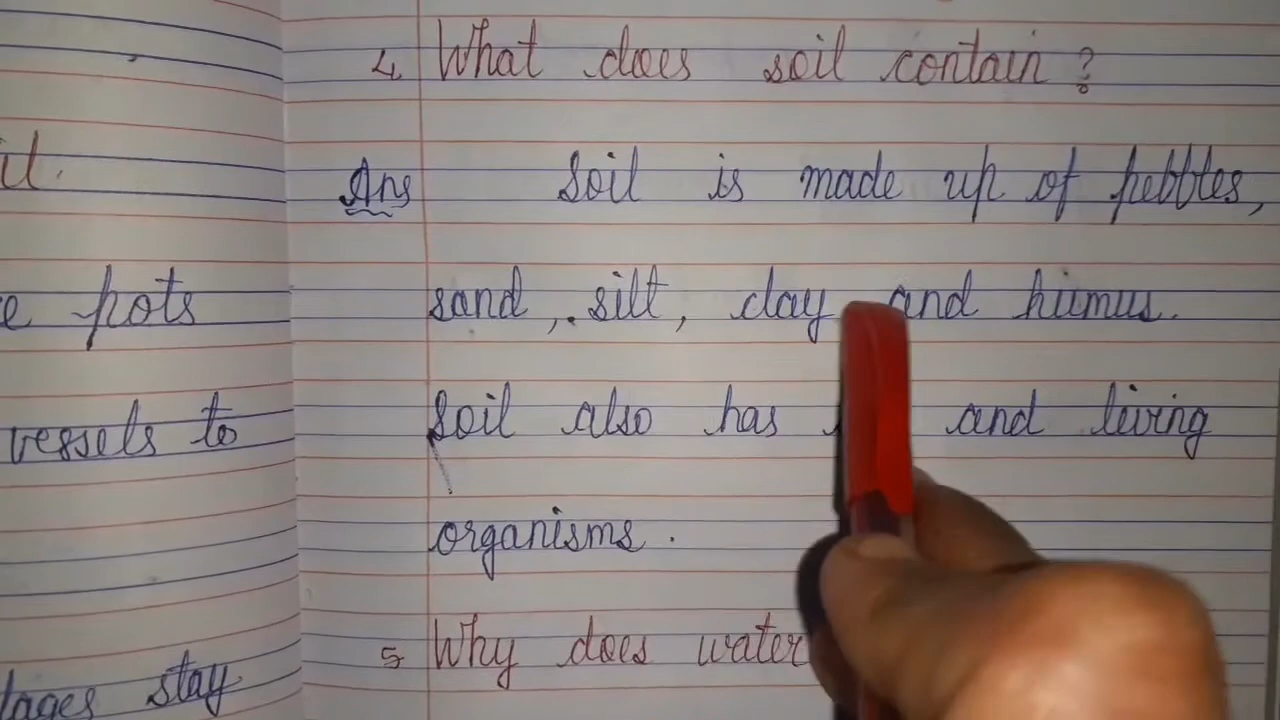 it.
e pots
vessels to
stay
4. What does soil contain ?
Ans Soil is made up of pebbles,
sand, silt, clay and humus.
Soil also has and living
organisms.
5 Why does water